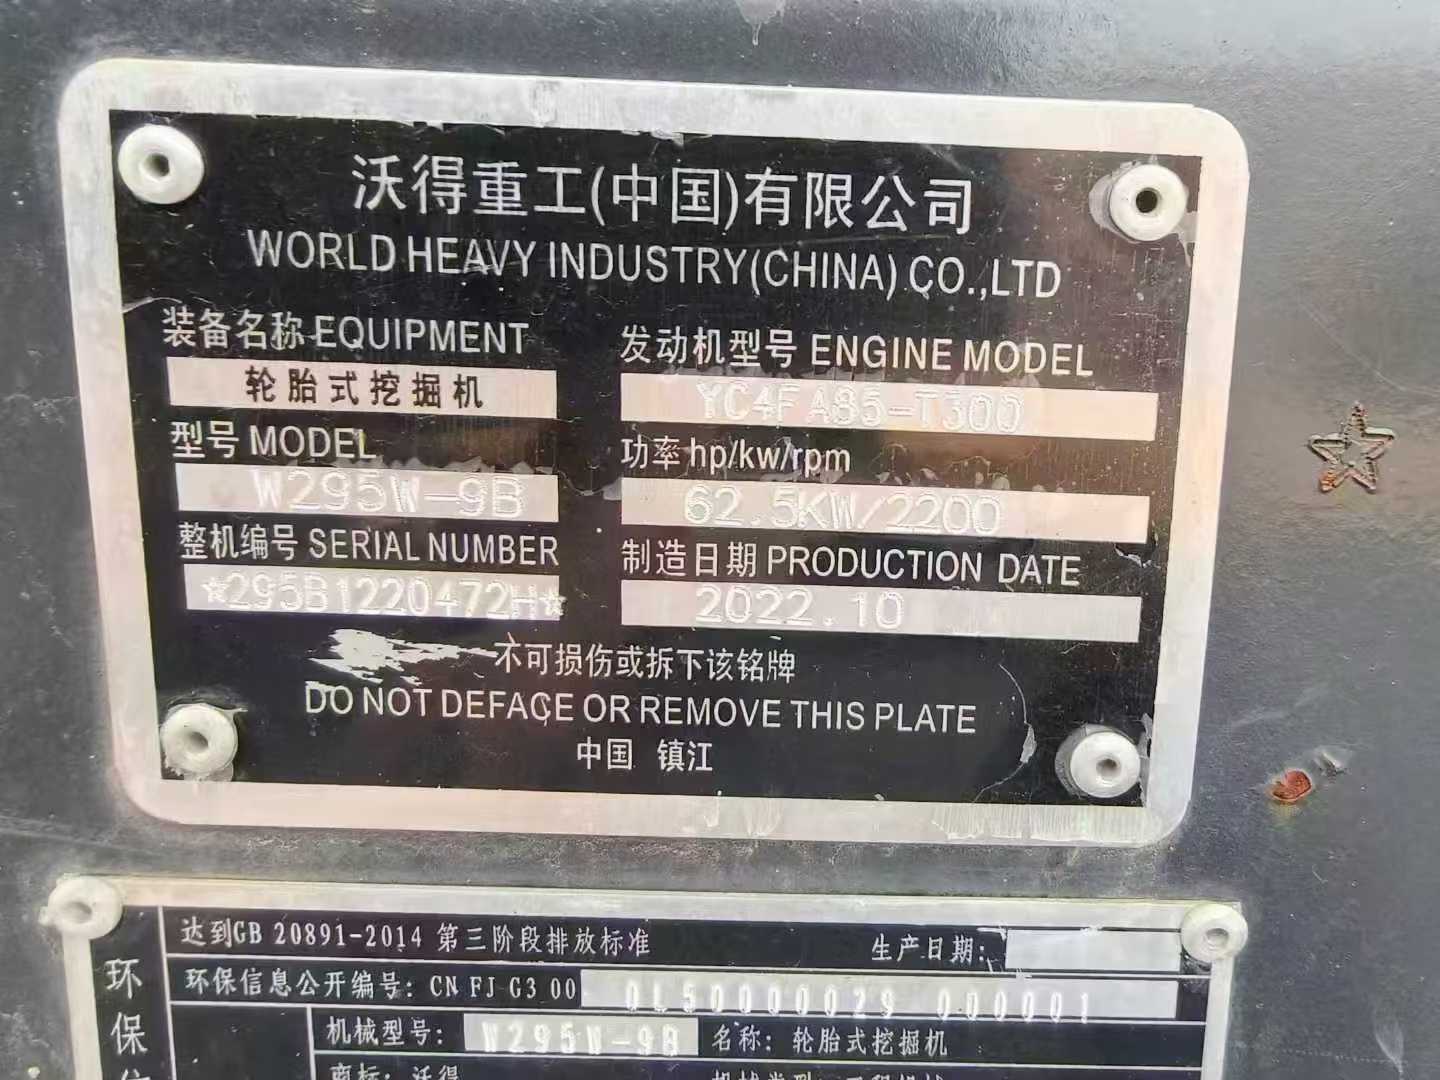 沃得重工(中国)有限公司
WORLD HEAVY INDUSTRY(CHINA) CO.,LTD
装备名称 EQUIPMENT
轮胎式挖掘机
型号 MODEL
W295W-9B
整机编号 SERIAL NUMBER
☆295B1220472H☆
发动机型号 ENGINE MODEL
YC4FA85-T300
功率 hp/kw/rpm
62.5KW/2200
制造日期 PRODUCTION DATE
2022.10
不可损伤或拆下该铭牌
DO NOT DEFACE OR REMOVE THIS PLATE
中国 镇江
达到GB 20891-2014 第三阶段排放标准 生产日期:
环保
环保信息公开编号: CN FJ G3 00 0L50000029 000001
机械型号: W295W-9B 名称: 轮胎式挖掘机
商标: 沃得